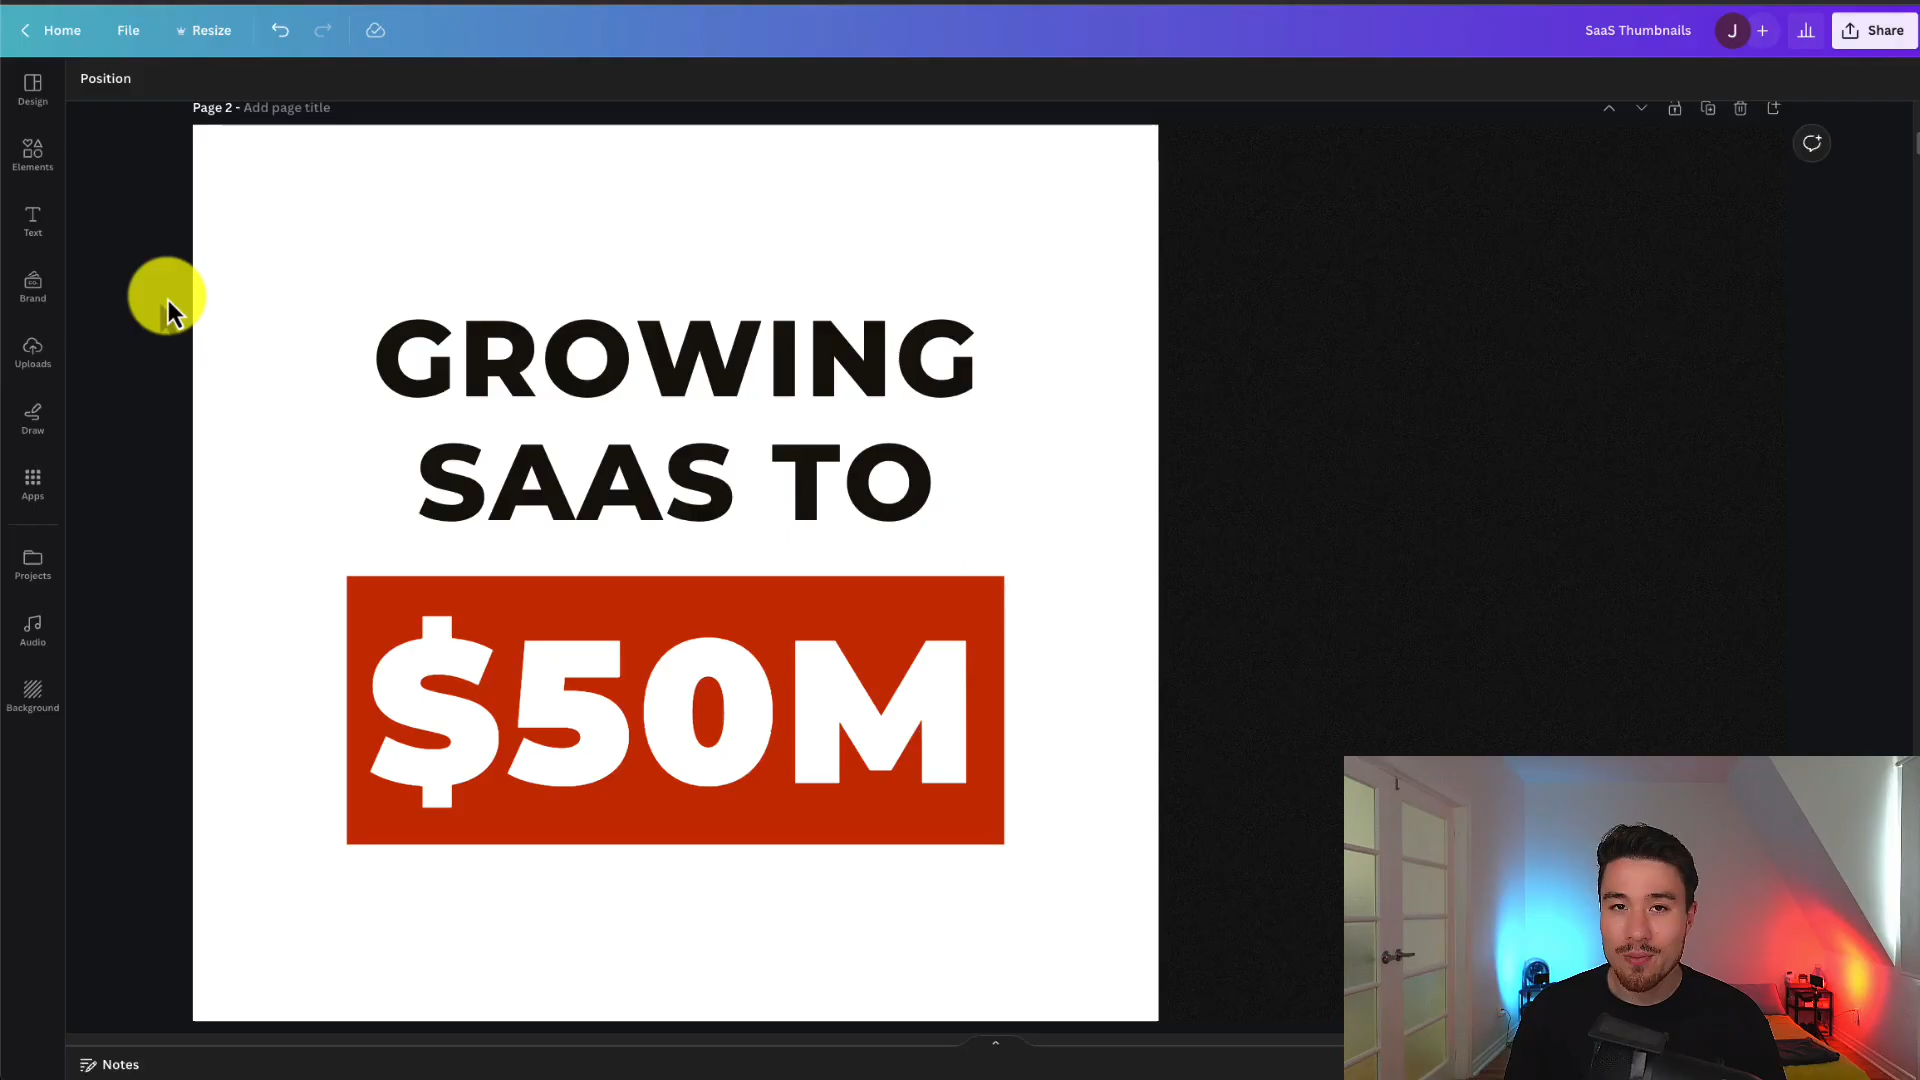 Home File Resize SaaS Thumbnails J + Share
Position
Page 2 - Add page title
Design
Elements
Text
Brand
Uploads
Draw
Apps
Projects
Audio
Background
GROWING
SAAS TO
$50M
Notes